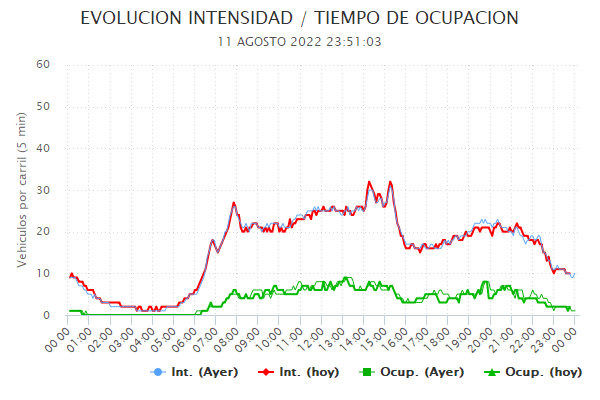 EVOLUCION INTENSIDAD / TIEMPO DE OCUPACION
11 AGOSTO 2022 23:51:03
Vehiculos por carril (5 min)
60
50
40
30
20
10
0
00:00 01:00 02:00 03:00 04:00 05:00 06:00 07:00 08:00 09:00 10:00 11:00 12:00 13:00 14:00 15:00 16:00 17:00 18:00 19:00 20:00 21:00 22:00 23:00 00:00
Int. (Ayer) Int. (hoy) Ocup. (Ayer) Ocup. (hoy)